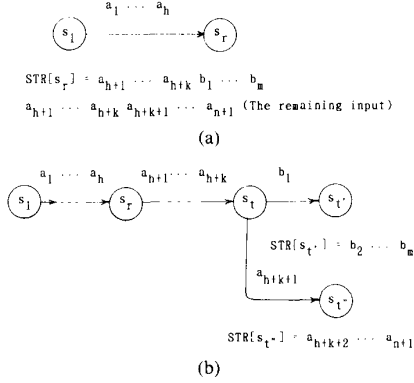 a₁ ··· aₕ
s₁ sᵣ
STR[sᵣ] = aₕ₊₁ ··· aₕ₊ₖ b₁ ··· bₘ
aₕ₊₁ ··· aₕ₊ₖ aₕ₊ₖ₊₁ ··· aₙ₊₁ (The remaining input)
(a)
a₁ ··· aₕ aₕ₊₁ ··· aₕ₊ₖ b₁
s₁ sᵣ sₜ sₜ'
STR[sₜ'] = b₂ ··· bₘ
aₕ₊ₖ₊₁
sₜ"
STR[sₜ"] = aₕ₊ₖ₊₂ ··· aₙ₊₁
(b)